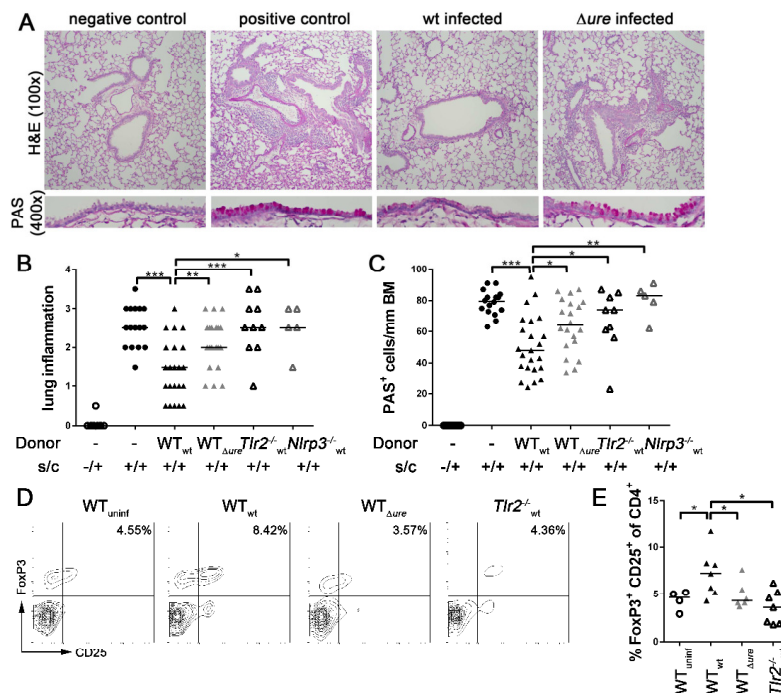 A
negative control positive control wt infected Δure infected
H&E (100x)
PAS (400x)
B
lung inflammation
4
3
2
1
0
*** ** *** *
Donor - - WTwt WTΔure Tlr2-/-wt Nlrp3-/-wt
s/c -/+ +/+ +/+ +/+ +/+ +/+
C
PAS+ cells/mm BM
100
80
60
40
20
0
*** * * **
- - WTwt WTΔure Tlr2-/-wt Nlrp3-/-wt
-/+ +/+ +/+ +/+ +/+ +/+
D
WTuninf WTwt WTΔure Tlr2-/-wt
4.55% 8.42% 3.57% 4.36%
FoxP3
CD25
E
% FoxP3+ CD25+ of CD4+
15
10
5
0
* * *
WTuninf WTwt WTΔure Tlr2-/-